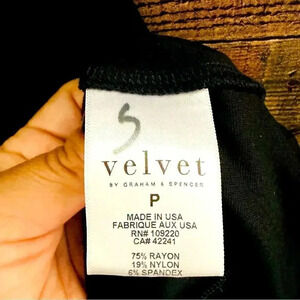 S
velvet
BY GRAHAM & SPENCER
P
MADE IN USA
FABRIQUE AUX USA
RN# 109220
CA# 42241
75% RAYON
19% NYLON
6% SPANDEX